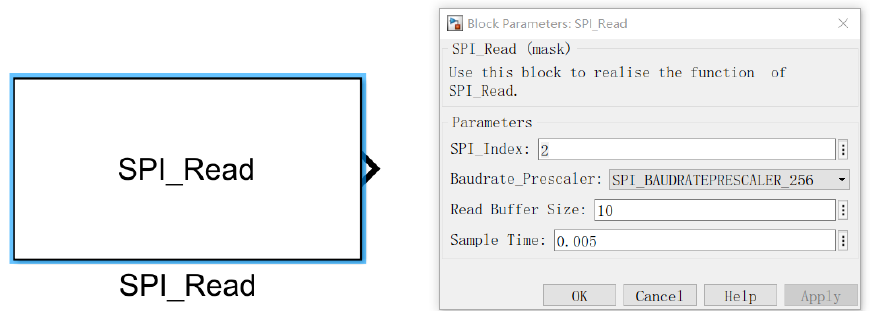 SPI_Read
SPI_Read
Block Parameters: SPI_Read
SPI_Read (mask)
Use this block to realise the function of
SPI_Read.
Parameters
SPI_Index: 2
Baudrate_Prescaler: SPI_BAUDRATEPRESCALER_256
Read Buffer Size: 10
Sample Time: 0.005
OK Cancel Help Apply